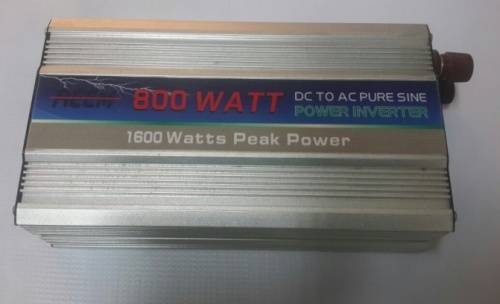 800 WATT
DC TO AC PURE SINE
POWER INVERTER
1600 Watts Peak Power